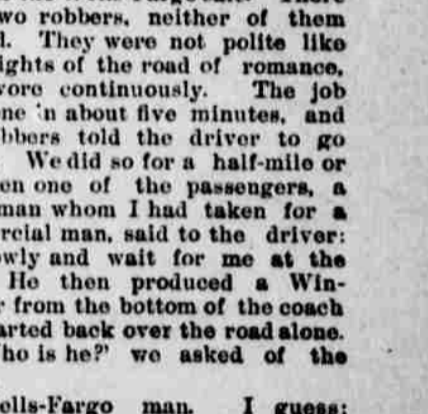 two robbers, neither of them
They were not polite like
ights of the road of romance,
wore continuously. The job
ne in about five minutes, and
bbers told the driver to go
We did so for a half-mile or
en one of the passengers, a
man whom I had taken for a
rcial man, said to the driver:
wly and wait for me at the
He then produced a Win-
r from the bottom of the coach
arted back over the road alone.
ho is he?' we asked of the
ells-Fargo man, I guess;